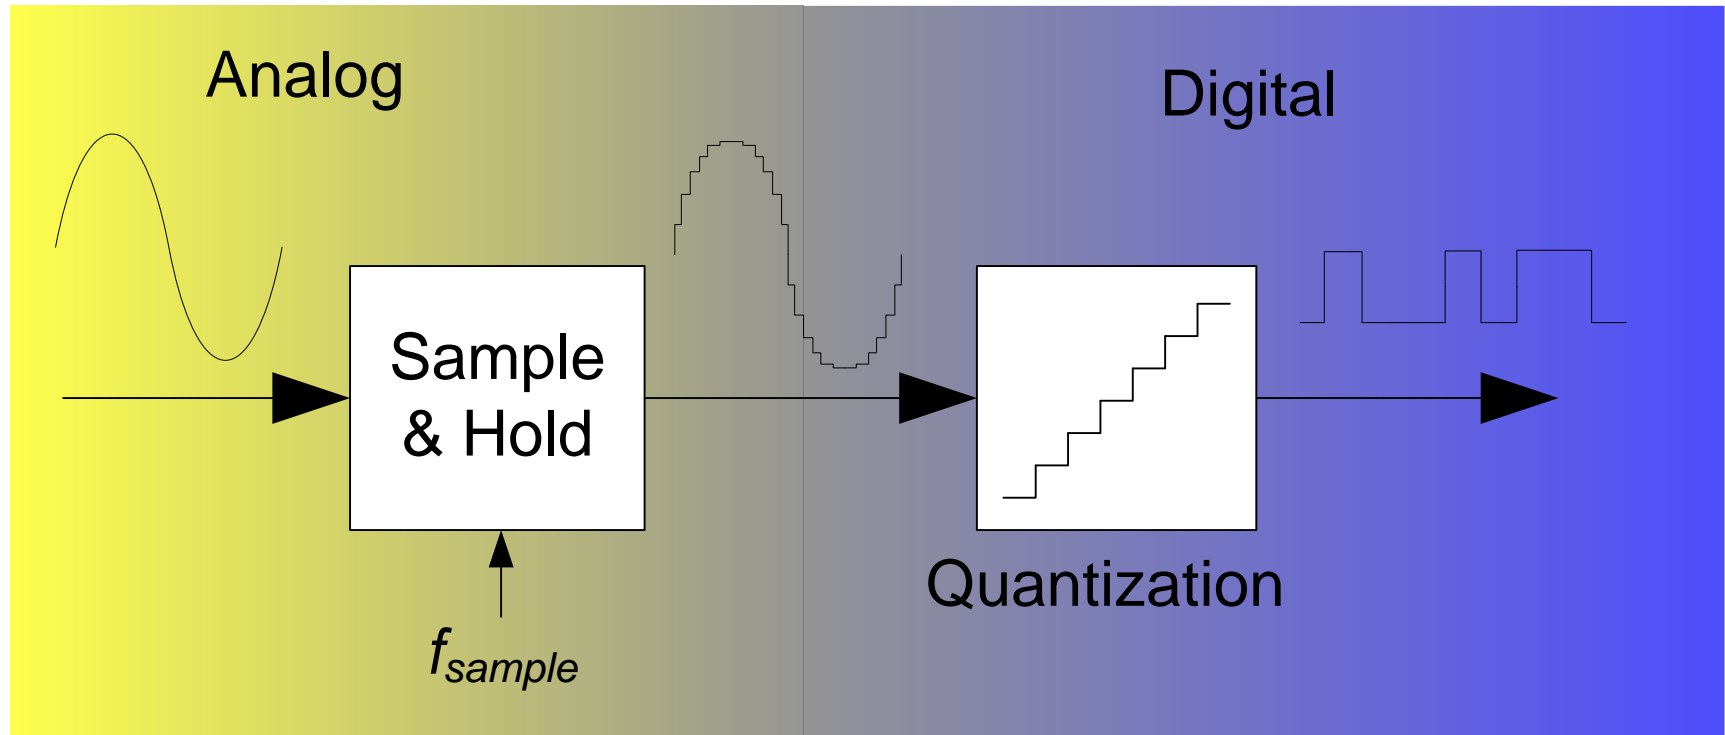 Analog
Digital
Sample
& Hold
Quantization
fsample